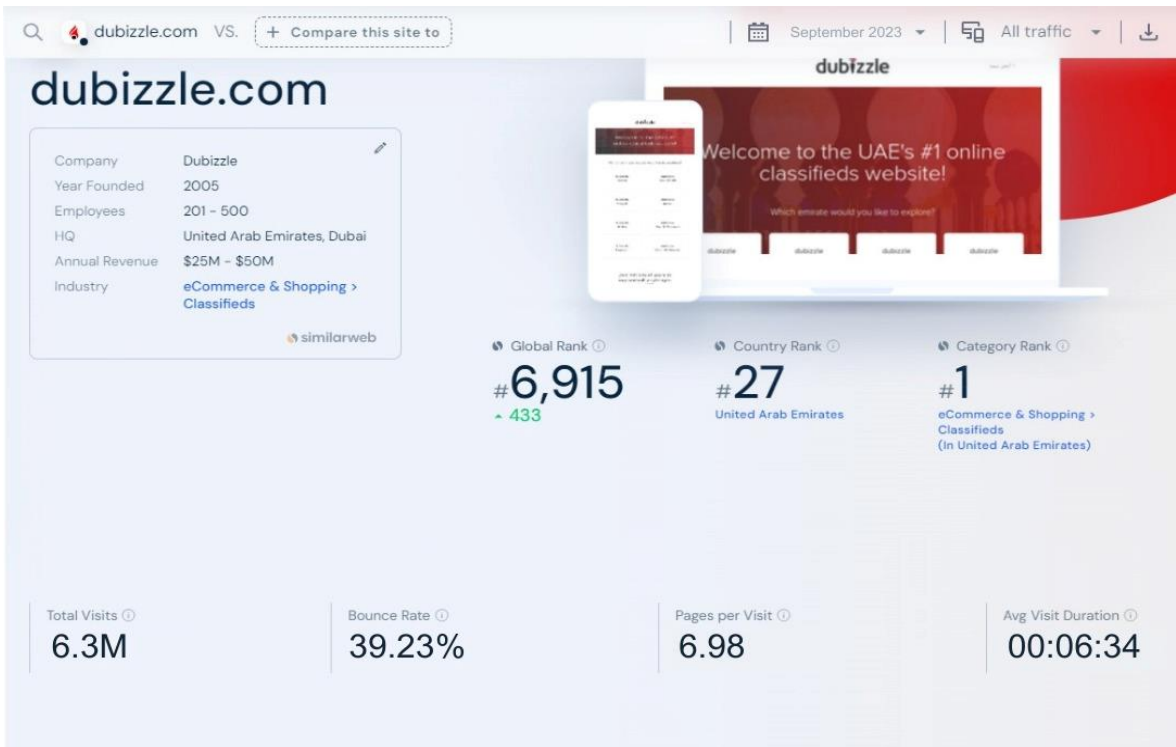 dubizzle.com VS. + Compare this site to
September 2023
All traffic
dubizzle.com
Company Dubizzle
Year Founded 2005
Employees 201 - 500
HQ United Arab Emirates, Dubai
Annual Revenue $25M - $50M
Industry eCommerce & Shopping >
Classifieds
similarweb
dubizzle
Welcome to the UAE's #1 online
classifieds website!
Which emirate would you like to explore?
dubizzle dubizzle dubizzle dubizzle
Global Rank
#6,915
433
Country Rank
#27
United Arab Emirates
Category Rank
#1
eCommerce & Shopping >
Classifieds
(In United Arab Emirates)
Total Visits
6.3M
Bounce Rate
39.23%
Pages per Visit
6.98
Avg Visit Duration
00:06:34